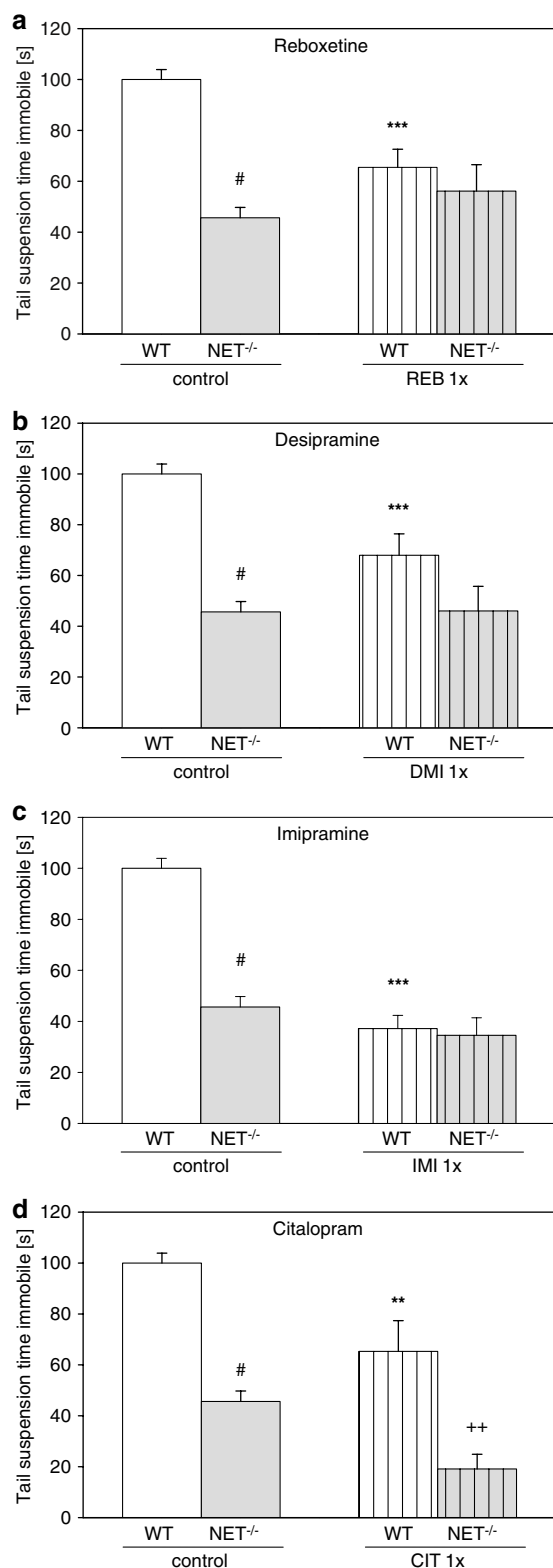 a
Reboxetine
Tail suspension time immobile [s]
120
100
80
60
40
20
0
#
***
WT NET-/- WT NET-/-
control REB 1x
b
Desipramine
Tail suspension time immobile [s]
120
100
80
60
40
20
0
#
***
WT NET-/- WT NET-/-
control DMI 1x
c
Imipramine
Tail suspension time immobile [s]
120
100
80
60
40
20
0
#
***
WT NET-/- WT NET-/-
control IMI 1x
d
Citalopram
Tail suspension time immobile [s]
120
100
80
60
40
20
0
#
**
++
WT NET-/- WT NET-/-
control CIT 1x